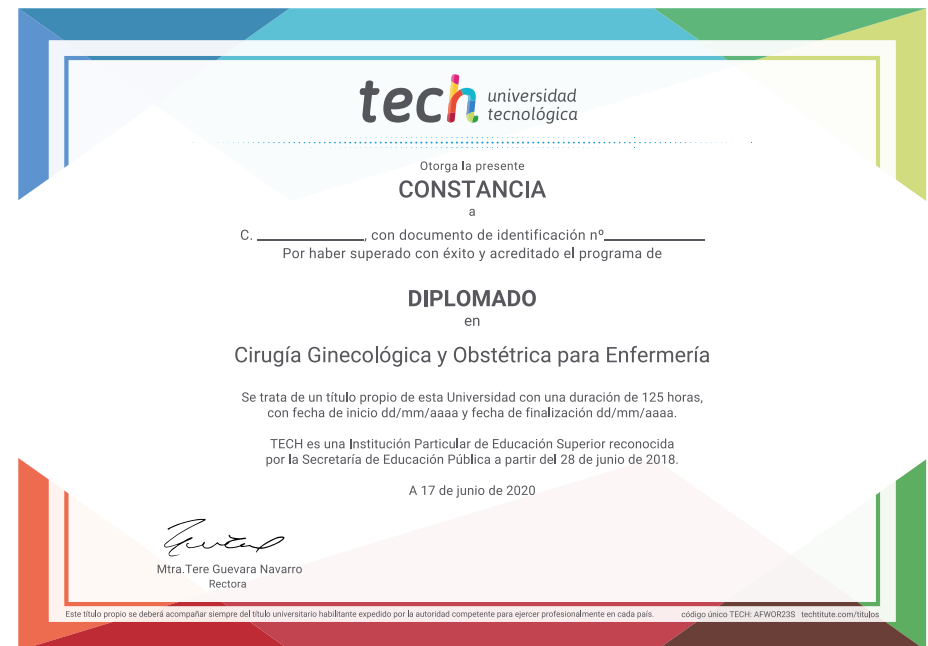 tech universidad
tecnológica
Otorga la presente
CONSTANCIA
a
C. ______________, con documento de identificación nº_____________
Por haber superado con éxito y acreditado el programa de
DIPLOMADO
en
Cirugía Ginecológica y Obstétrica para Enfermería
Se trata de un título propio de esta Universidad con una duración de 125 horas,
con fecha de inicio dd/mm/aaaa y fecha de finalización dd/mm/aaaa.
TECH es una Institución Particular de Educación Superior reconocida
por la Secretaría de Educación Pública a partir del 28 de junio de 2018.
A 17 de junio de 2020
Mtra.Tere Guevara Navarro
Rectora
Este título propio se deberá acompañar siempre del título universitario habilitante expedido por la autoridad competente para ejercer profesionalmente en cada país. código único TECH: AFWOR23S techtitute.com/titulos